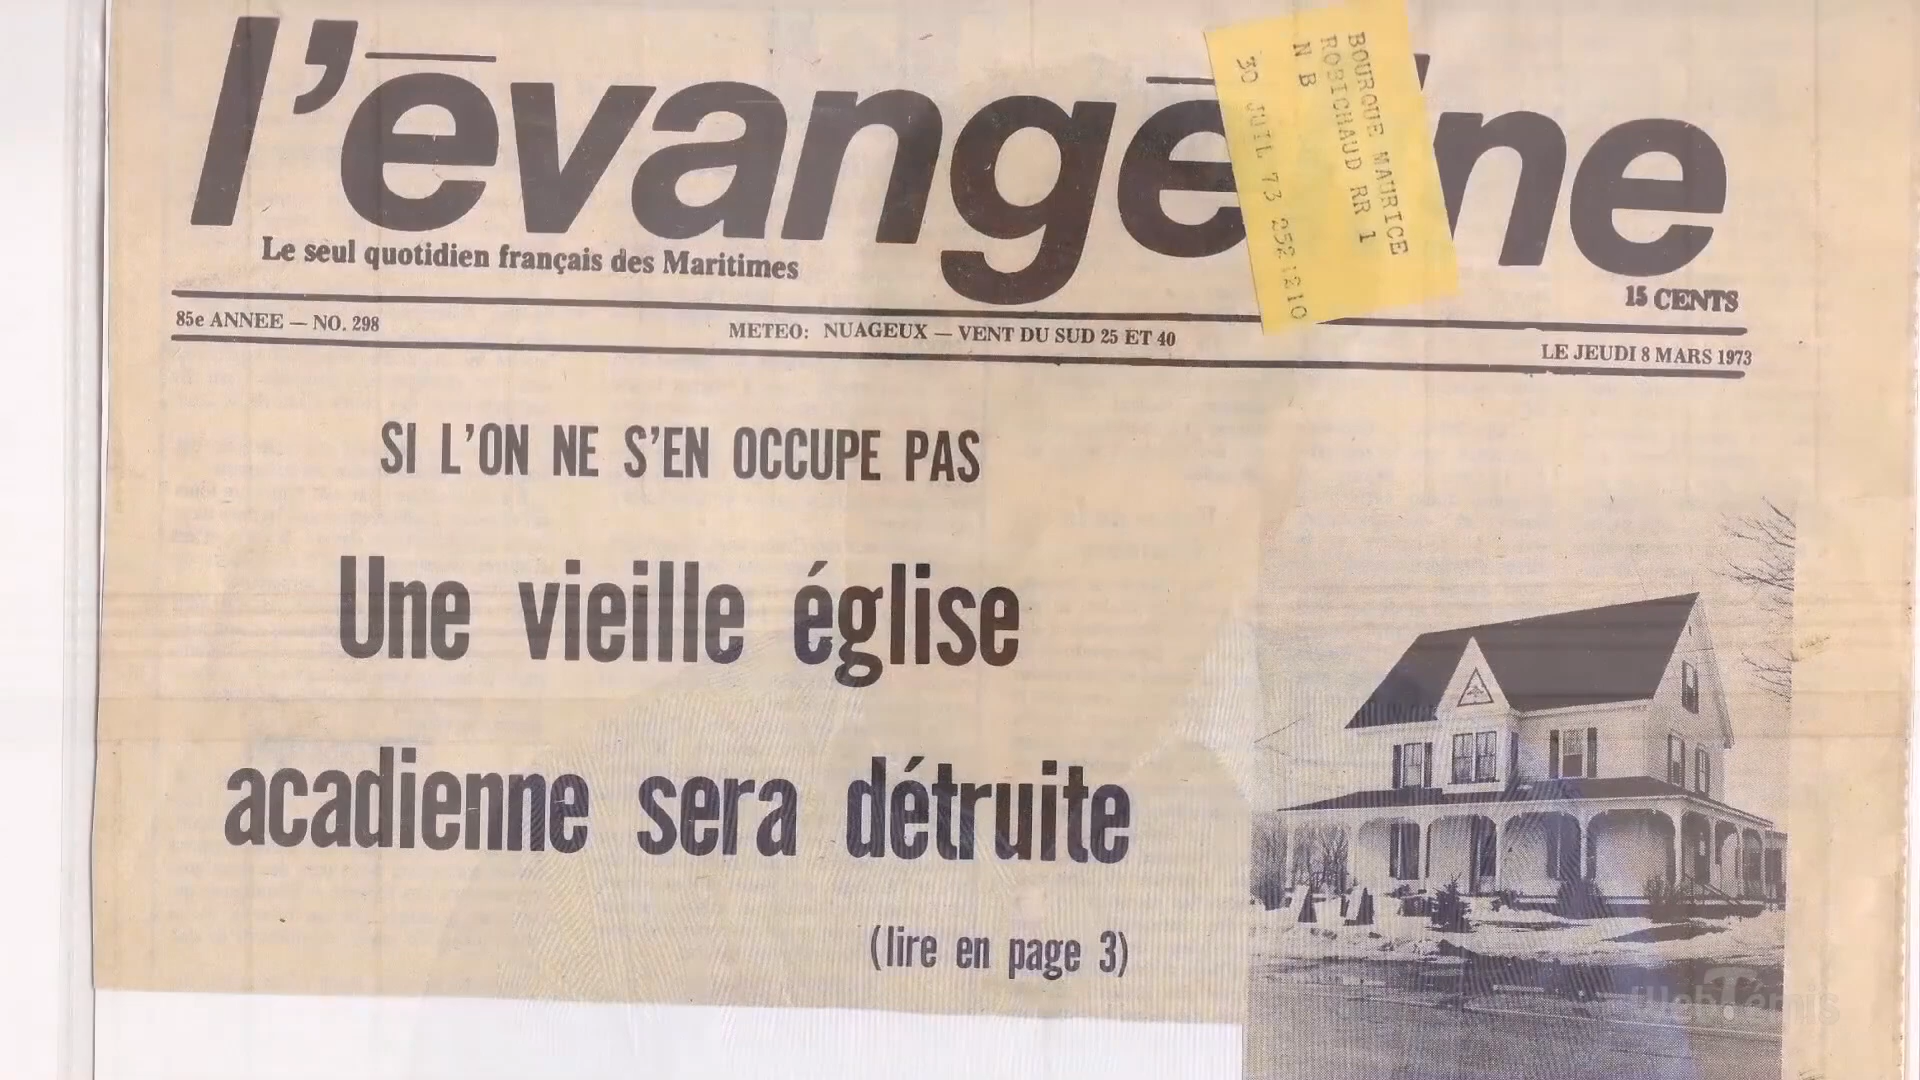 l'évangéline
BOURQUE MAURICE
ROBICHAUD RR 1
N B
30 JUIL 73
Le seul quotidien français des Maritimes
15 CENTS
85e ANNEE — NO. 298
METEO: NUAGEUX — VENT DU SUD 25 ET 40
LE JEUDI 8 MARS 1973
SI L'ON NE S'EN OCCUPE PAS
Une vieille église
acadienne sera détruite
(lire en page 3)
WebTémis